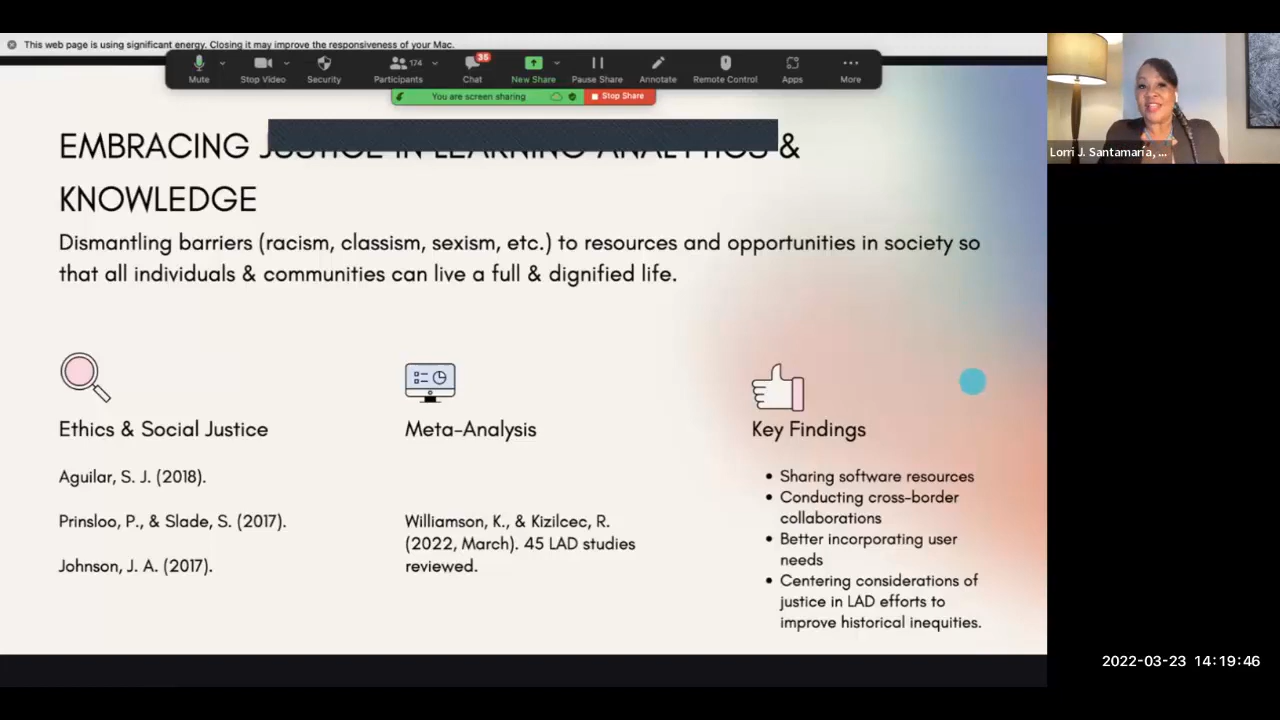 This web page is using significant energy. Closing it may improve the responsiveness of your Mac.
Mute
Stop Video
Security
Participants
174
Chat
35
New Share
Pause Share
Annotate
Remote Control
Apps
More
You are screen sharing
Stop Share
EMBRACING &
KNOWLEDGE
Dismantling barriers (racism, classism, sexism, etc.) to resources and opportunities in society so
that all individuals & communities can live a full & dignified life.
Ethics & Social Justice
Aguilar, S. J. (2018).
Prinsloo, P., & Slade, S. (2017).
Johnson, J. A. (2017).
Meta-Analysis
Williamson, K., & Kizilcec, R.
(2022, March). 45 LAD studies
reviewed.
Key Findings
• Sharing software resources
• Conducting cross-border
collaborations
• Better incorporating user
needs
• Centering considerations of
justice in LAD efforts to
improve historical inequities.
Lorri J. Santamaría, ...
2022-03-23 14:19:46